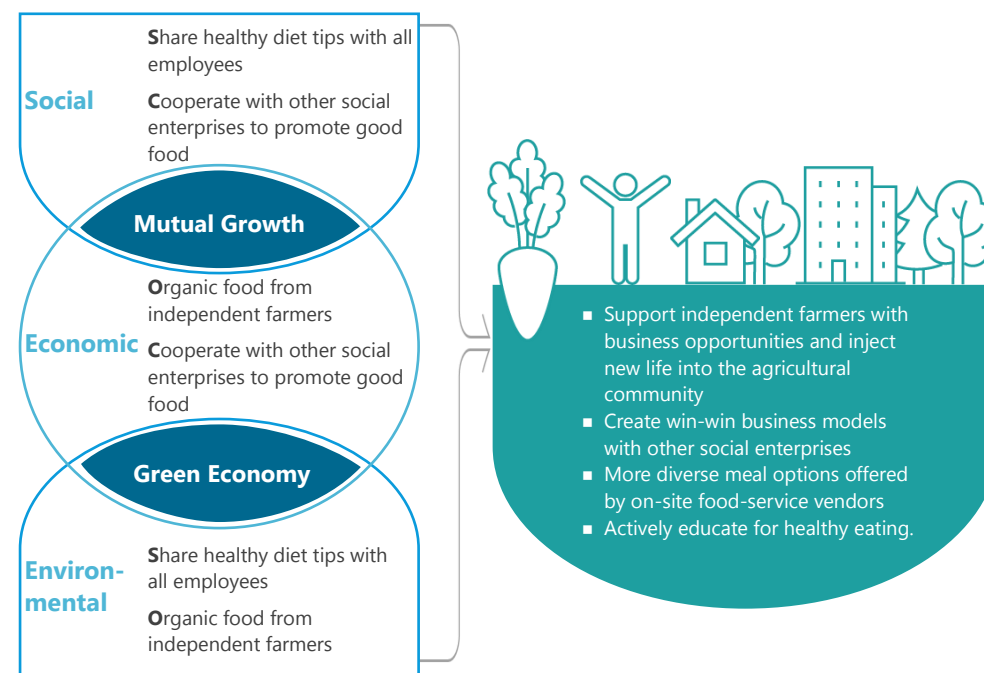 Social
Share healthy diet tips with all
employees
Cooperate with other social
enterprises to promote good
food
Mutual Growth
Economic
Organic food from
independent farmers
Cooperate with other social
enterprises to promote good
food
Green Economy
Environ-
mental
Share healthy diet tips with
all employees
Organic food from
independent farmers
▪ Support independent farmers with
business opportunities and inject
new life into the agricultural
community
▪ Create win-win business models
with other social enterprises
▪ More diverse meal options offered
by on-site food-service vendors
▪ Actively educate for healthy eating.